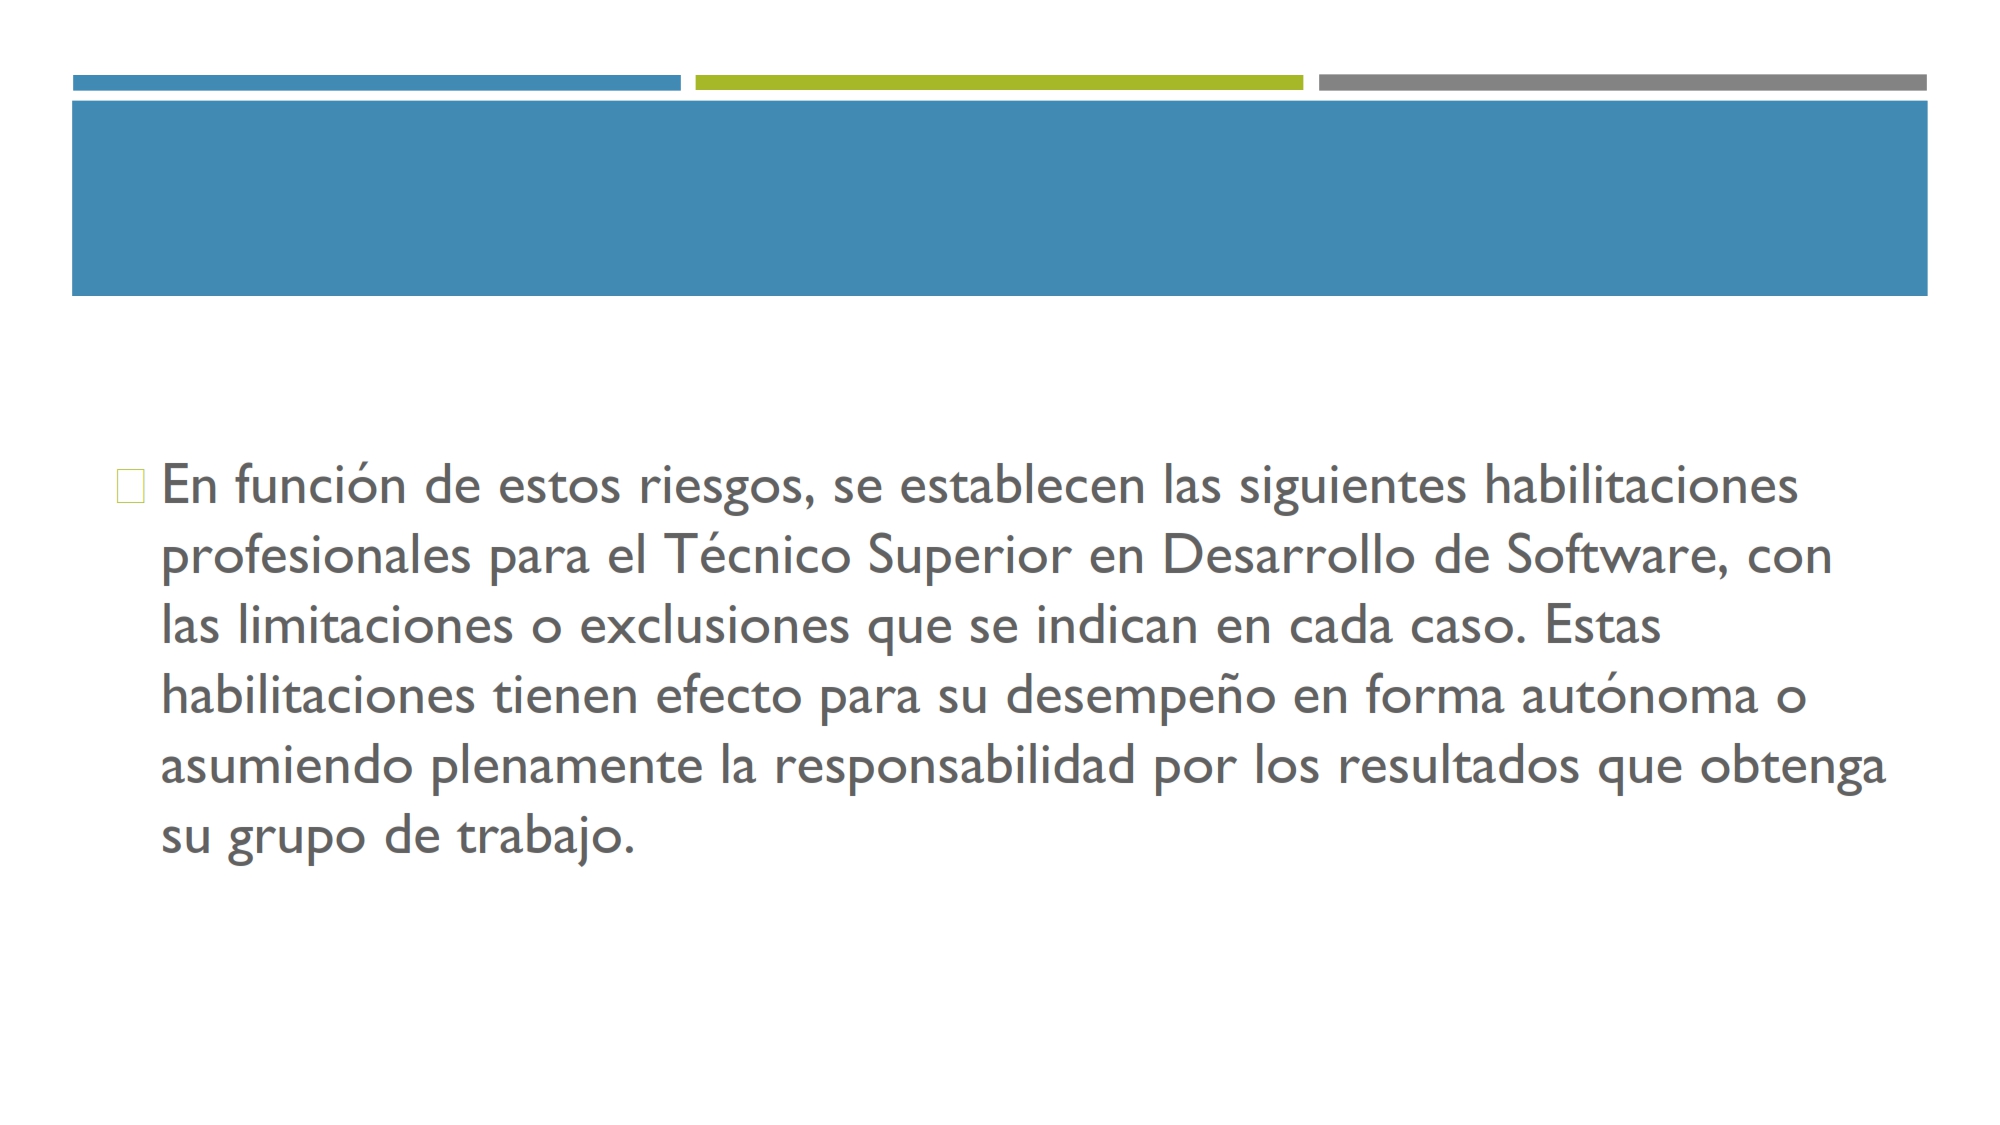 En función de estos riesgos, se establecen las siguientes habilitaciones
profesionales para el Técnico Superior en Desarrollo de Software, con
las limitaciones o exclusiones que se indican en cada caso. Estas
habilitaciones tienen efecto para su desempeño en forma autónoma o
asumiendo plenamente la responsabilidad por los resultados que obtenga
su grupo de trabajo.